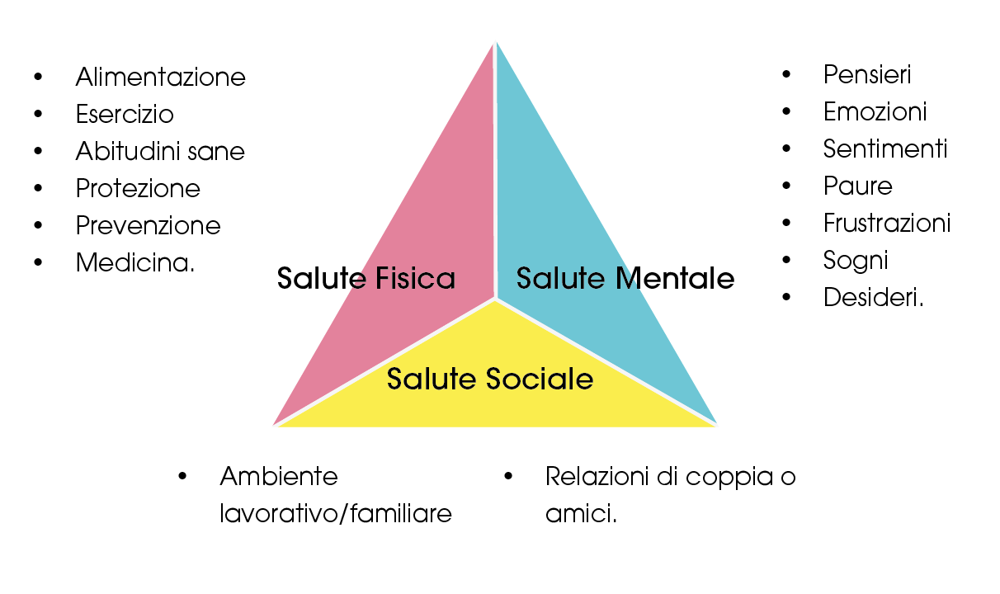 • Alimentazione
• Esercizio
• Abitudini sane
• Protezione
• Prevenzione
• Medicina.
• Pensieri
• Emozioni
• Sentimenti
• Paure
• Frustrazioni
• Sogni
• Desideri.
Salute Fisica
Salute Mentale
Salute Sociale
• Ambiente
lavorativo/familiare
• Relazioni di coppia o
amici.